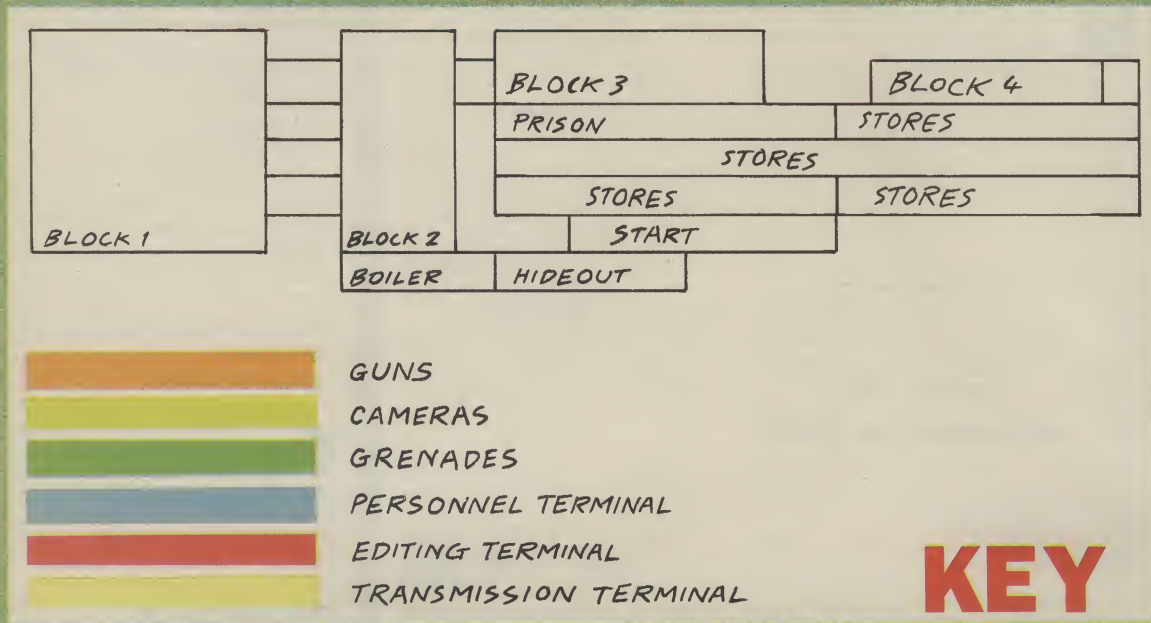 BLOCK 3
BLOCK 4
PRISON
STORES
STORES
STORES
STORES
BLOCK 1
BLOCK 2
START
BOILER
HIDEOUT
GUNS
CAMERAS
GRENADES
PERSONNEL TERMINAL
EDITING TERMINAL
TRANSMISSION TERMINAL
KEY